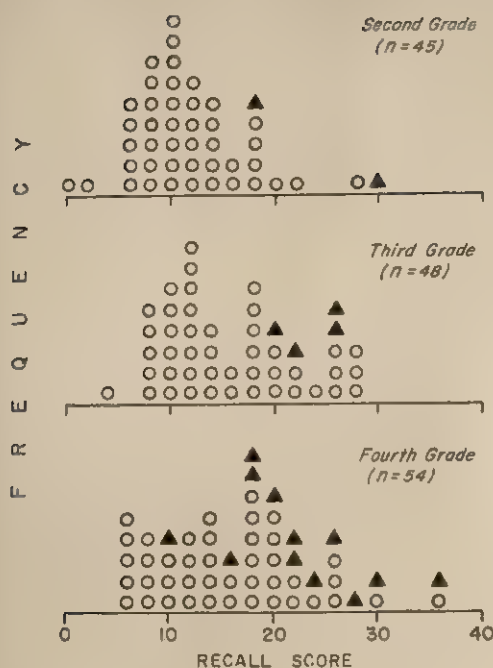 Second Grade
(n=45)
Third Grade
(n=48)
Fourth Grade
(n=54)
FREQUENCY
0 10 20 30 40
RECALL SCORE